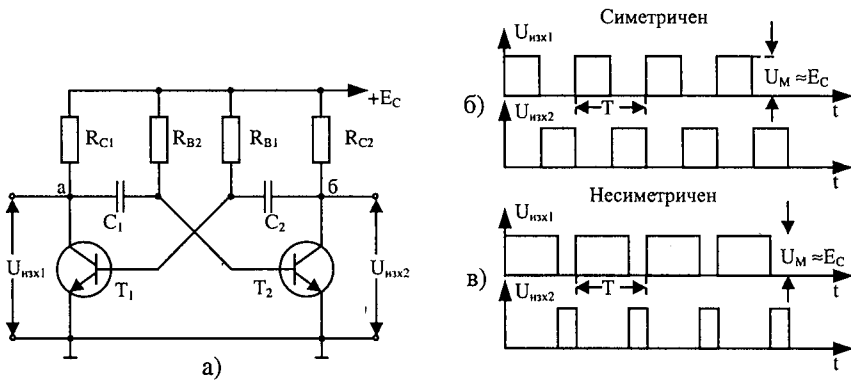 +E_C
R_C1
R_B2
R_B1
R_C2
а
б
C_1
C_2
U_изх1
T_1
T_2
U_изх2
а)
Симетричен
U_изх1
U_M ≈E_C
б)
T
t
U_изх2
t
Несиметричен
U_изх1
U_M ≈E_C
в)
T
t
U_изх2
t